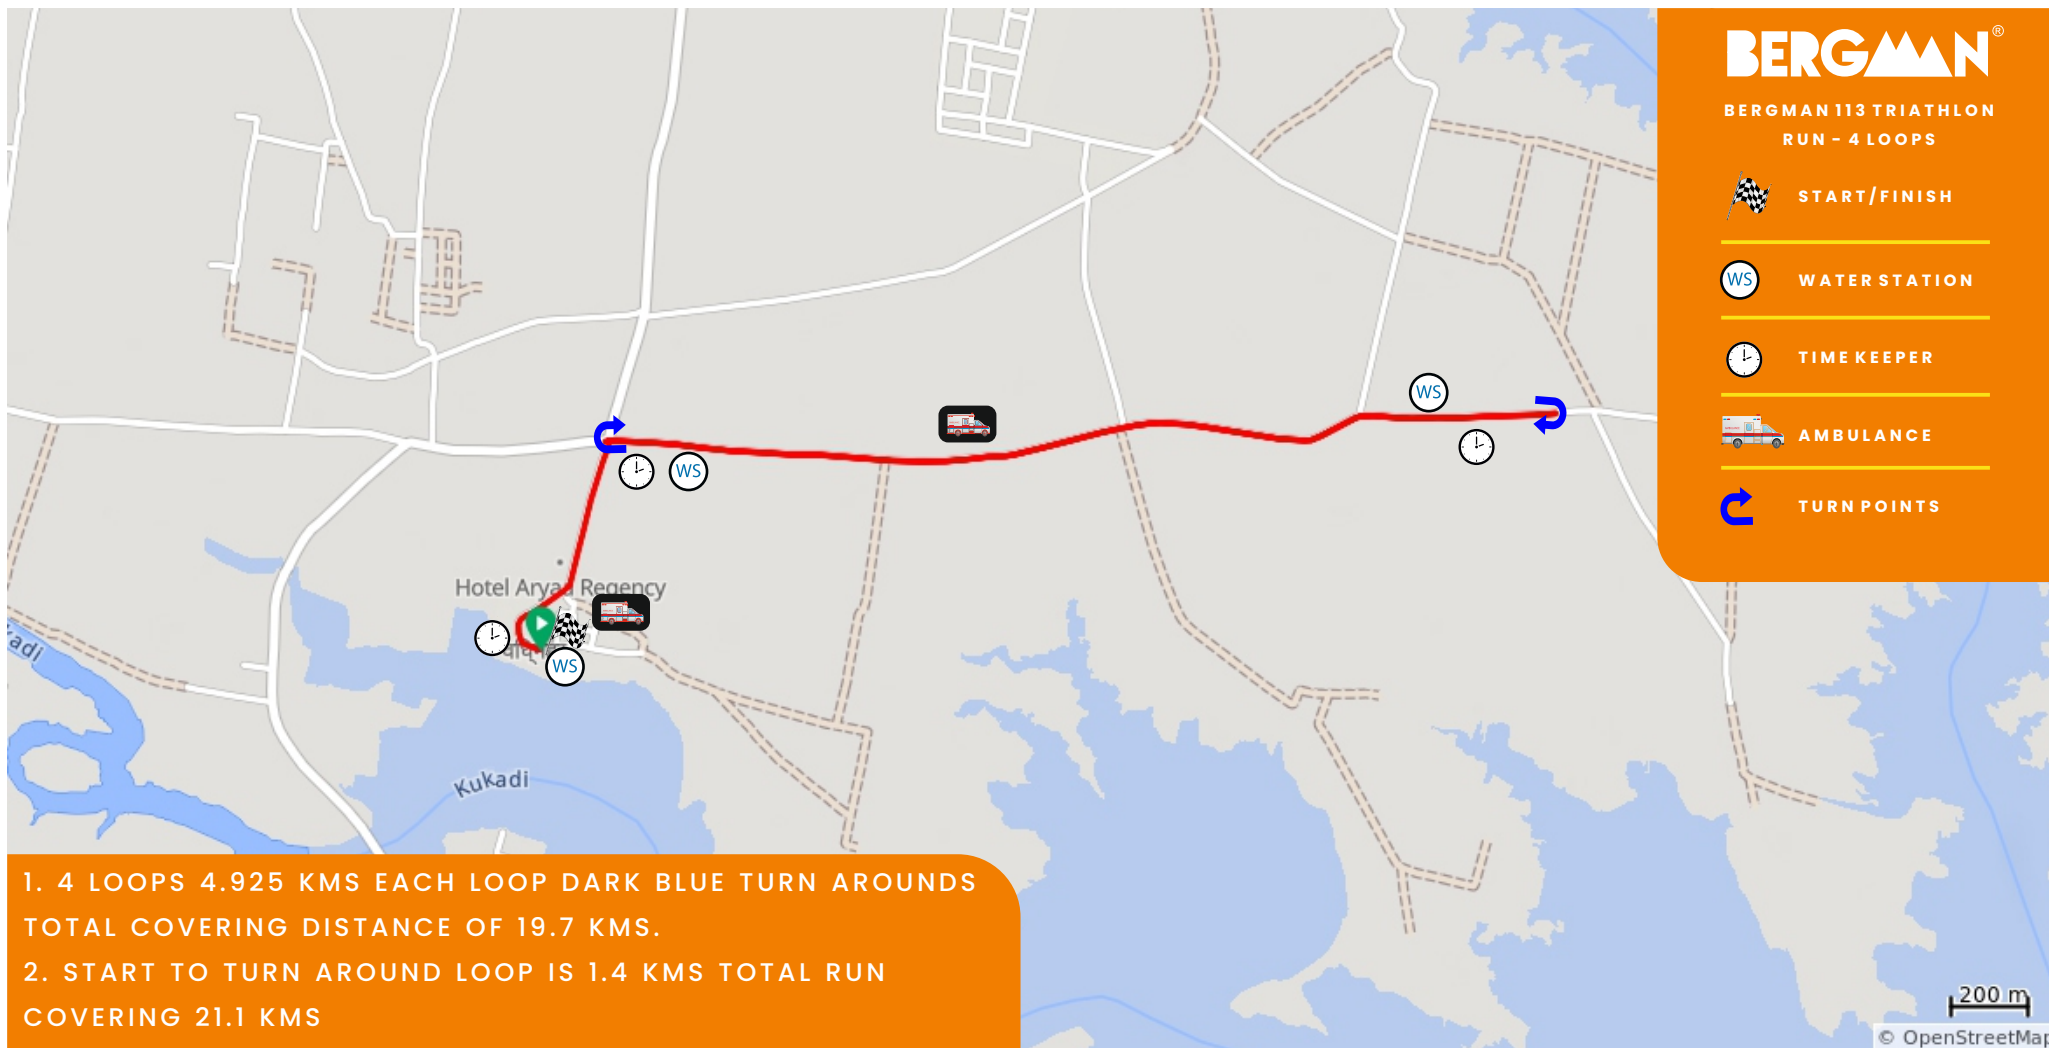 BERGMAN®
BERGMAN 113 TRIATHLON
RUN - 4 LOOPS
START/FINISH
WS
WATER STATION
TIME KEEPER
AMBULANCE
TURN POINTS
WS
WS
Hotel Aryad Regency
WS
kadi
Kukadi
1. 4 LOOPS 4.925 KMS EACH LOOP DARK BLUE TURN AROUNDS
TOTAL COVERING DISTANCE OF 19.7 KMS.
2. START TO TURN AROUND LOOP IS 1.4 KMS TOTAL RUN
COVERING 21.1 KMS
200 m
© OpenStreetMap